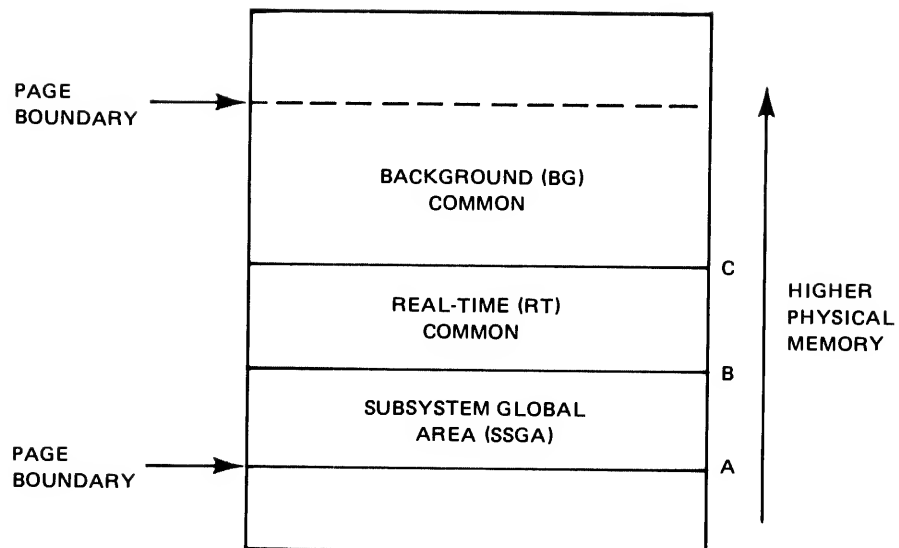 PAGE
BOUNDARY
BACKGROUND (BG)
COMMON
C
REAL-TIME (RT)
COMMON
HIGHER
PHYSICAL
MEMORY
B
SUBSYSTEM GLOBAL
AREA (SSGA)
PAGE
BOUNDARY
A